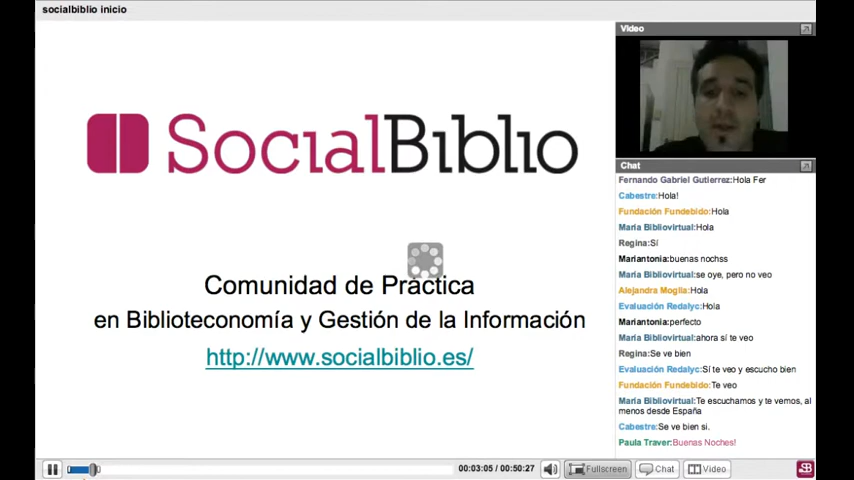 socialbiblio inicio
SocialBiblio
Comunidad de Práctica
en Biblioteconomía y Gestión de la Información
http://www.socialbiblio.es/
Video
Chat
Fernando Gabriel Gutierrez:Hola Fer
Cabestre:Hola!
Fundación Fundebido:Hola
María Bibliovirtual:Hola
Regina:Sí
Mariantonia:buenas nochss
María Bibliovirtual:se oye, pero no veo
Alejandra Moglia:Hola
Evaluación Redalyc:Hola
Mariantonia:perfecto
María Bibliovirtual:ahora sí te veo
Regina:Se ve bien
Evaluación Redalyc:Sí te veo y escucho bien
Fundación Fundebido:Te veo
María Bibliovirtual:Te escuchamos y te vemos, al
menos desde España
Cabestre:Se ve bien si.
Paula Traver:Buenas Noches!
00:03:05 / 00:50:27
Fullscreen
Chat
Video
SB